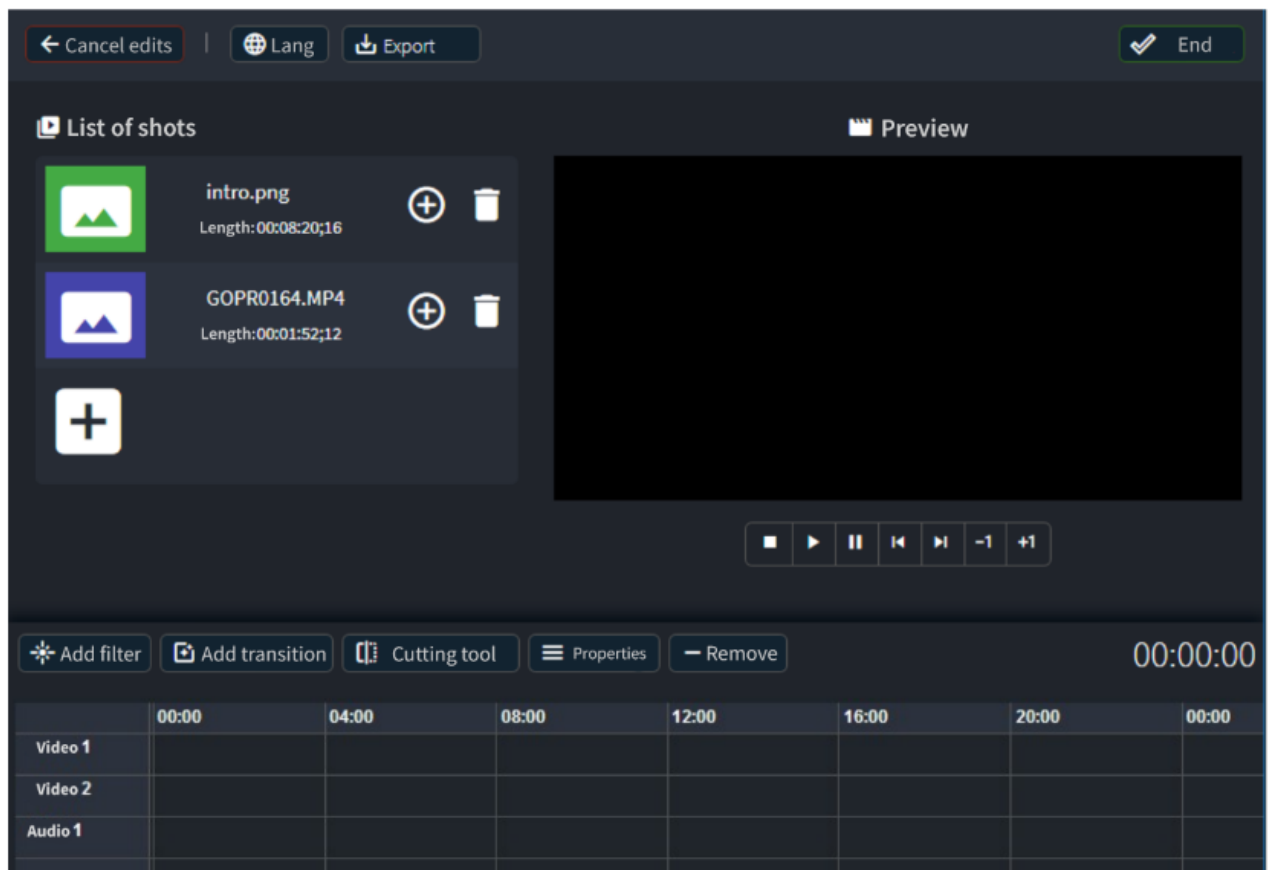 Cancel edits | Lang Export End
List of shots
Preview
intro.png
Length:00:08:20;16
GOPR0164.MP4
Length:00:01:52;12
-1 +1
Add filter Add transition Cutting tool Properties Remove 00:00:00
00:00 04:00 08:00 12:00 16:00 20:00 00:00
Video 1
Video 2
Audio 1